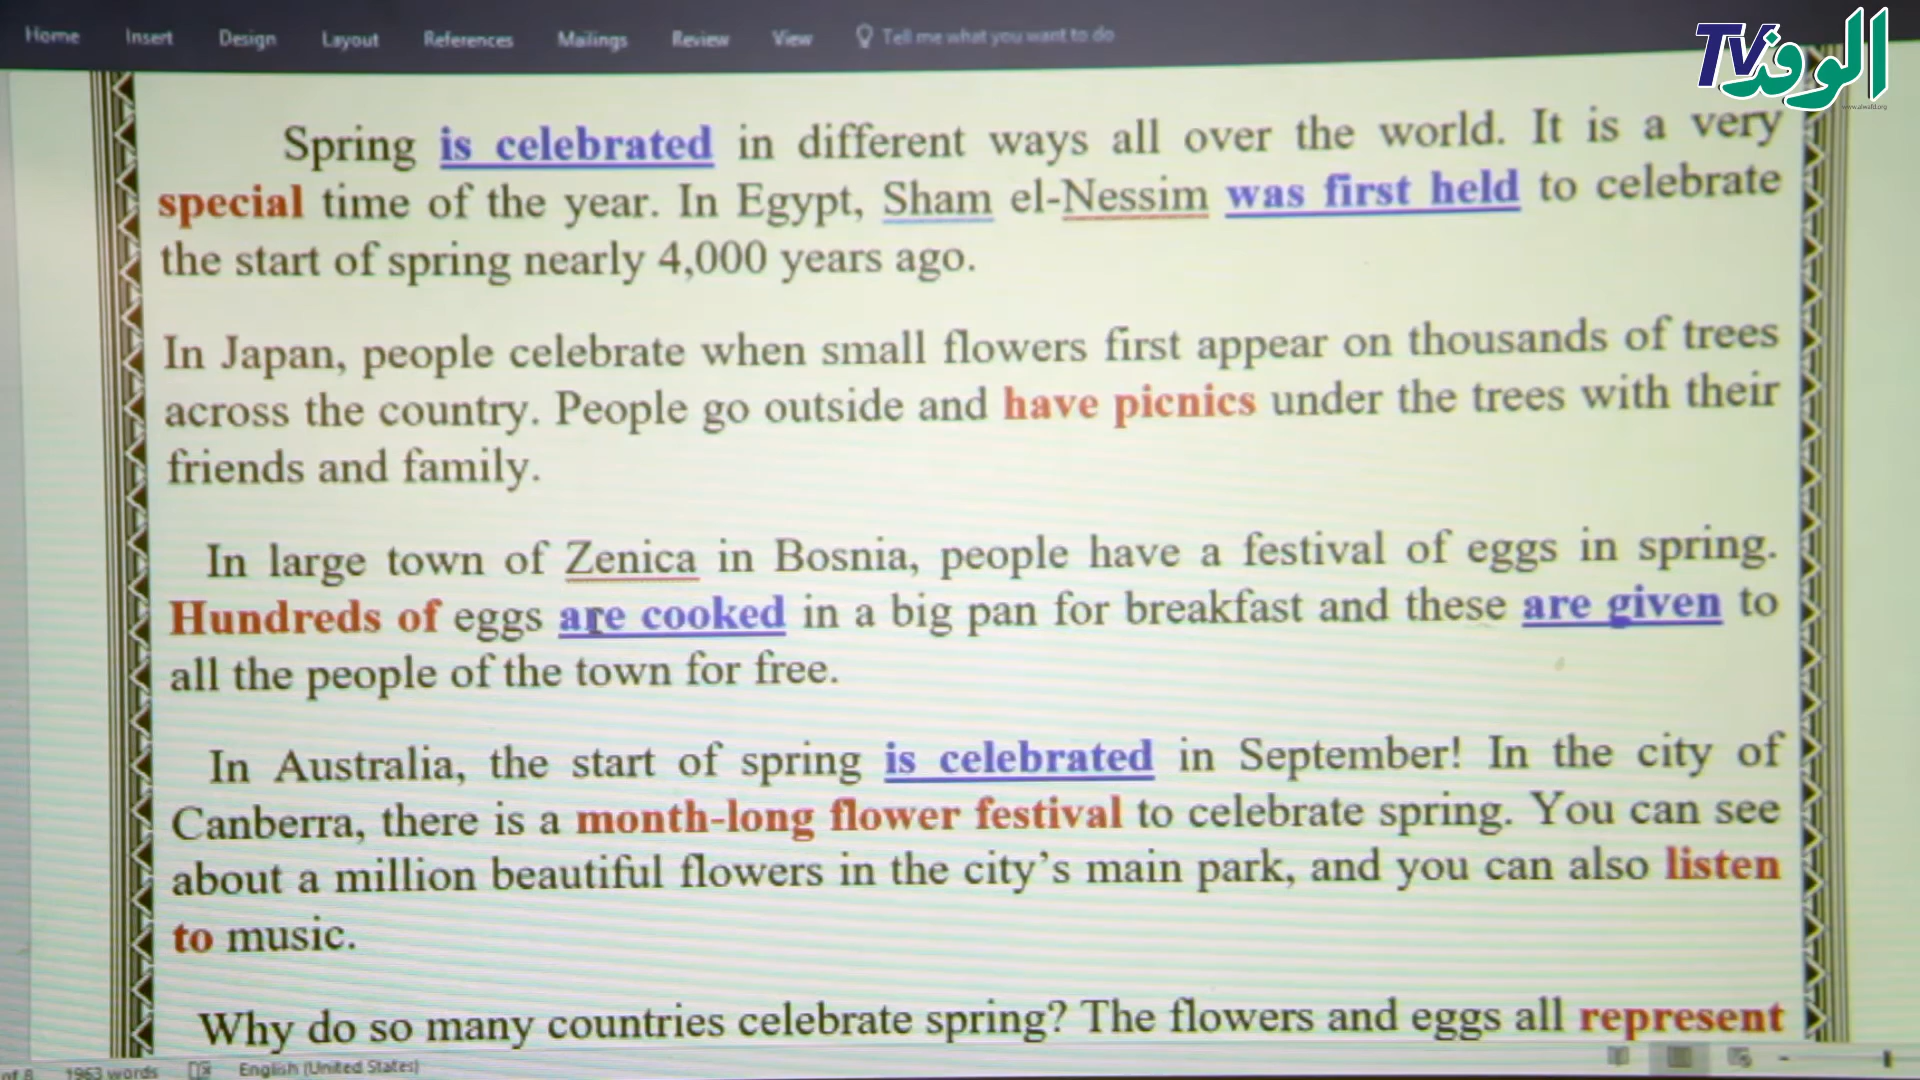 Home Insert Design Layout References Mailings Review View Tell me what you want to do
TV الوفد
www.alwafd.org
Spring is celebrated in different ways all over the world. It is a very
special time of the year. In Egypt, Sham el-Nessim was first held to celebrate
the start of spring nearly 4,000 years ago.
In Japan, people celebrate when small flowers first appear on thousands of trees
across the country. People go outside and have picnics under the trees with their
friends and family.
In large town of Zenica in Bosnia, people have a festival of eggs in spring.
Hundreds of eggs are cooked in a big pan for breakfast and these are given to
all the people of the town for free.
In Australia, the start of spring is celebrated in September! In the city of
Canberra, there is a month-long flower festival to celebrate spring. You can see
about a million beautiful flowers in the city’s main park, and you can also listen
to music.
Why do so many countries celebrate spring? The flowers and eggs all represent
of 8 1963 words English (United States)